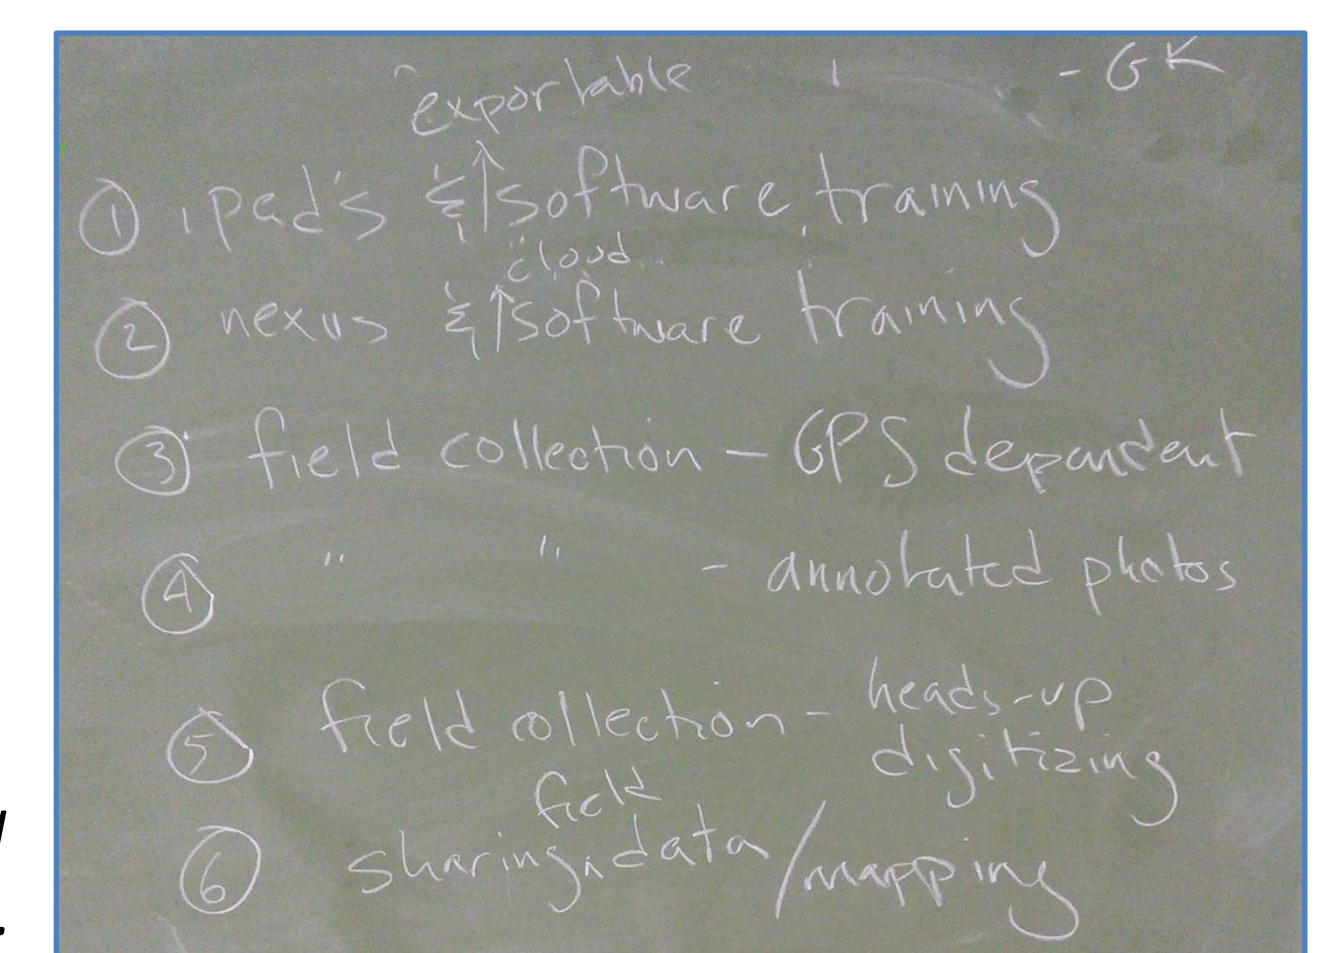 exportable - GK
① ipad's & ↑ software training
cloud
② nexus & ↑ software training
③ field collection - GPS dependent
④ " " - annotated photos
⑤ field collection - heads-up
digitizing
field
⑥ sharing ^ data / mapping